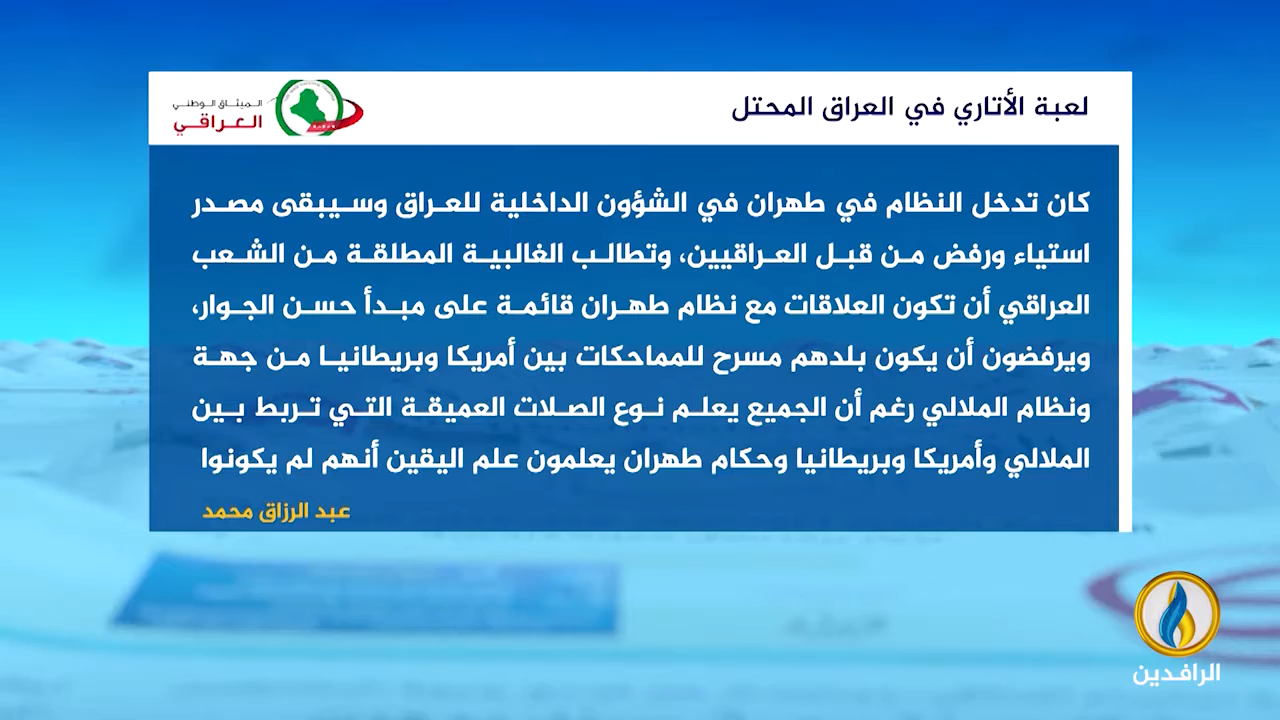 لعبة الأتاري في العراق المحتل
الميثاق الوطني
العراقي
كان تدخل النظام في طهران في الشؤون الداخلية للعراق وسيبقى مصدر
استياء ورفض من قبل العراقيين، وتطالب الغالبية المطلقة من الشعب
العراقي أن تكون العلاقات مع نظام طهران قائمة على مبدأ حسن الجوار،
ويرفضون أن يكون بلدهم مسرح للمماحكات بين أمريكا وبريطانيا من جهة
ونظام الملالي رغم أن الجميع يعلم نوع الصلات العميقة التي تربط بين
الملالي وأمريكا وبريطانيا وحكام طهران يعلمون علم اليقين أنهم لم يكونوا
عبد الرزاق محمد
الرافدين